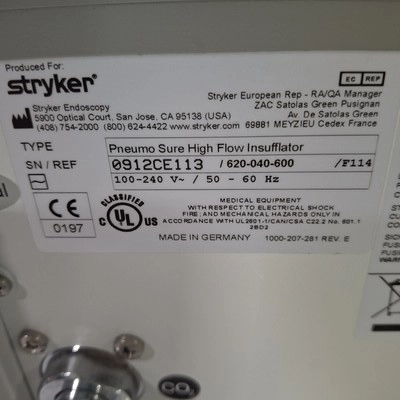 Produced For:
stryker®
EC REP
Stryker European Rep - RA/QA Manager
ZAC Satolas Green Pusignan
Av. De Satolas Green
69881 MEYZIEU Cedex France
Stryker Endoscopy
5900 Optical Court, San Jose, CA 95138 (USA)
(408) 754-2000 (800) 624-4422 www.stryker.com
TYPE Pneumo Sure High Flow Insufflator
SN / REF 0912CE113 / 620-040-600 /F114
100-240 V~ / 50 - 60 Hz
CE
0197
CLASSIFIED
C UL US
MEDICAL EQUIPMENT
WITH RESPECT TO ELECTRICAL SHOCK
FIRE; AND MECHANICAL HAZARDS ONLY IN
ACCORDANCE WITH UL2601-1/CAN/CSA C22.2 No. 601.1
2BD2
MADE IN GERMANY 1000-207-281 REV. E
CO₂